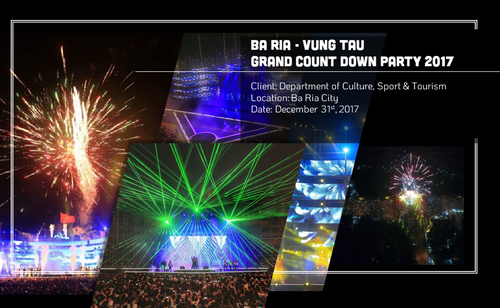 BA RIA - VUNG TAU
GRAND COUNT DOWN PARTY 2017
Client: Department of Culture, Sport & Tourism
Location: Ba Ria City
Date: December 31st, 2017